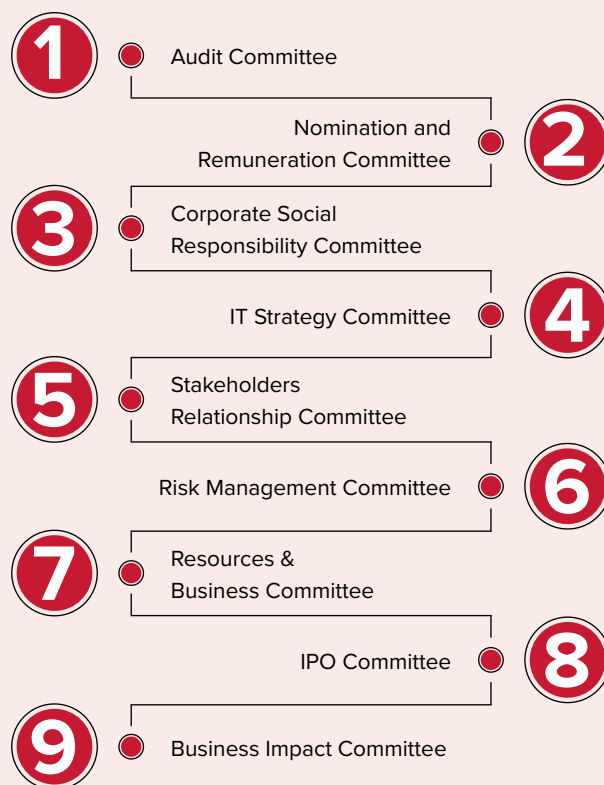 1
Audit Committee
Nomination and
Remuneration Committee
2
3
Corporate Social
Responsibility Committee
IT Strategy Committee
4
5
Stakeholders
Relationship Committee
Risk Management Committee
6
7
Resources &
Business Committee
IPO Committee
8
9
Business Impact Committee